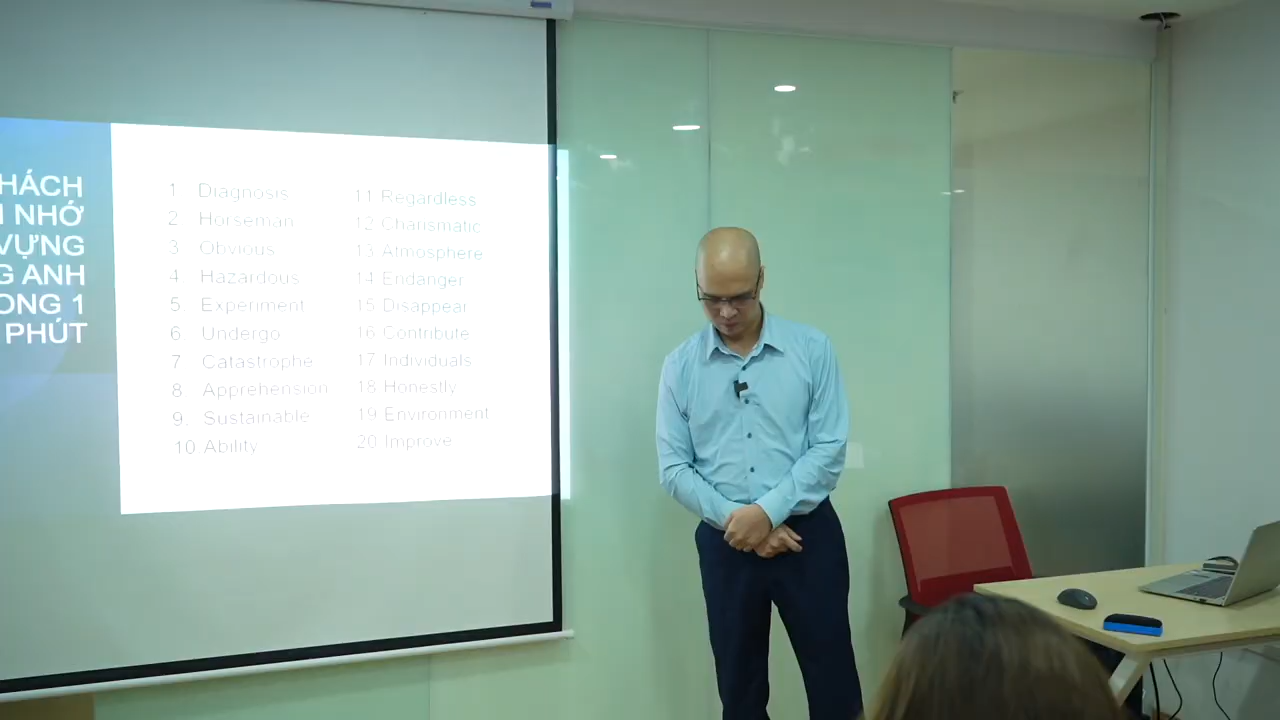 HÁCH
NHỚ
VỰNG
G ANH
ONG 1
PHÚT
1 Diagnosis
2 Horseman
3 Obvious
4 Hazardous
5. Experiment
6. Undergo
7 Catastrophe
8 Apprehension
9. Sustainable
10 Ability
11 Regardless
12 Charismatic
13 Atmosphere
14 Endanger
15 Disappear
16 Contribute
17 Individuals
18 Honestly
19 Environment
20 Improve